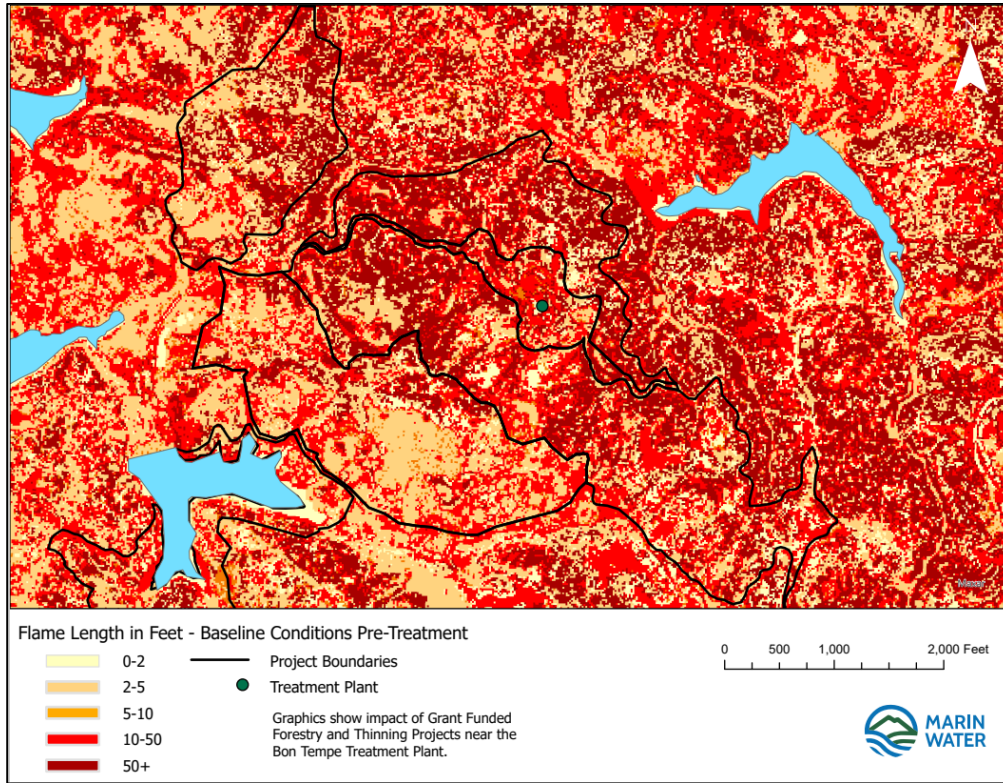 N
Maxar
Flame Length in Feet - Baseline Conditions Pre-Treatment
0-2
Project Boundaries
2-5
Treatment Plant
5-10
Graphics show impact of Grant Funded
Forestry and Thinning Projects near the
Bon Tempe Treatment Plant.
10-50
50+
0 500 1,000 2,000 Feet
MARIN
WATER